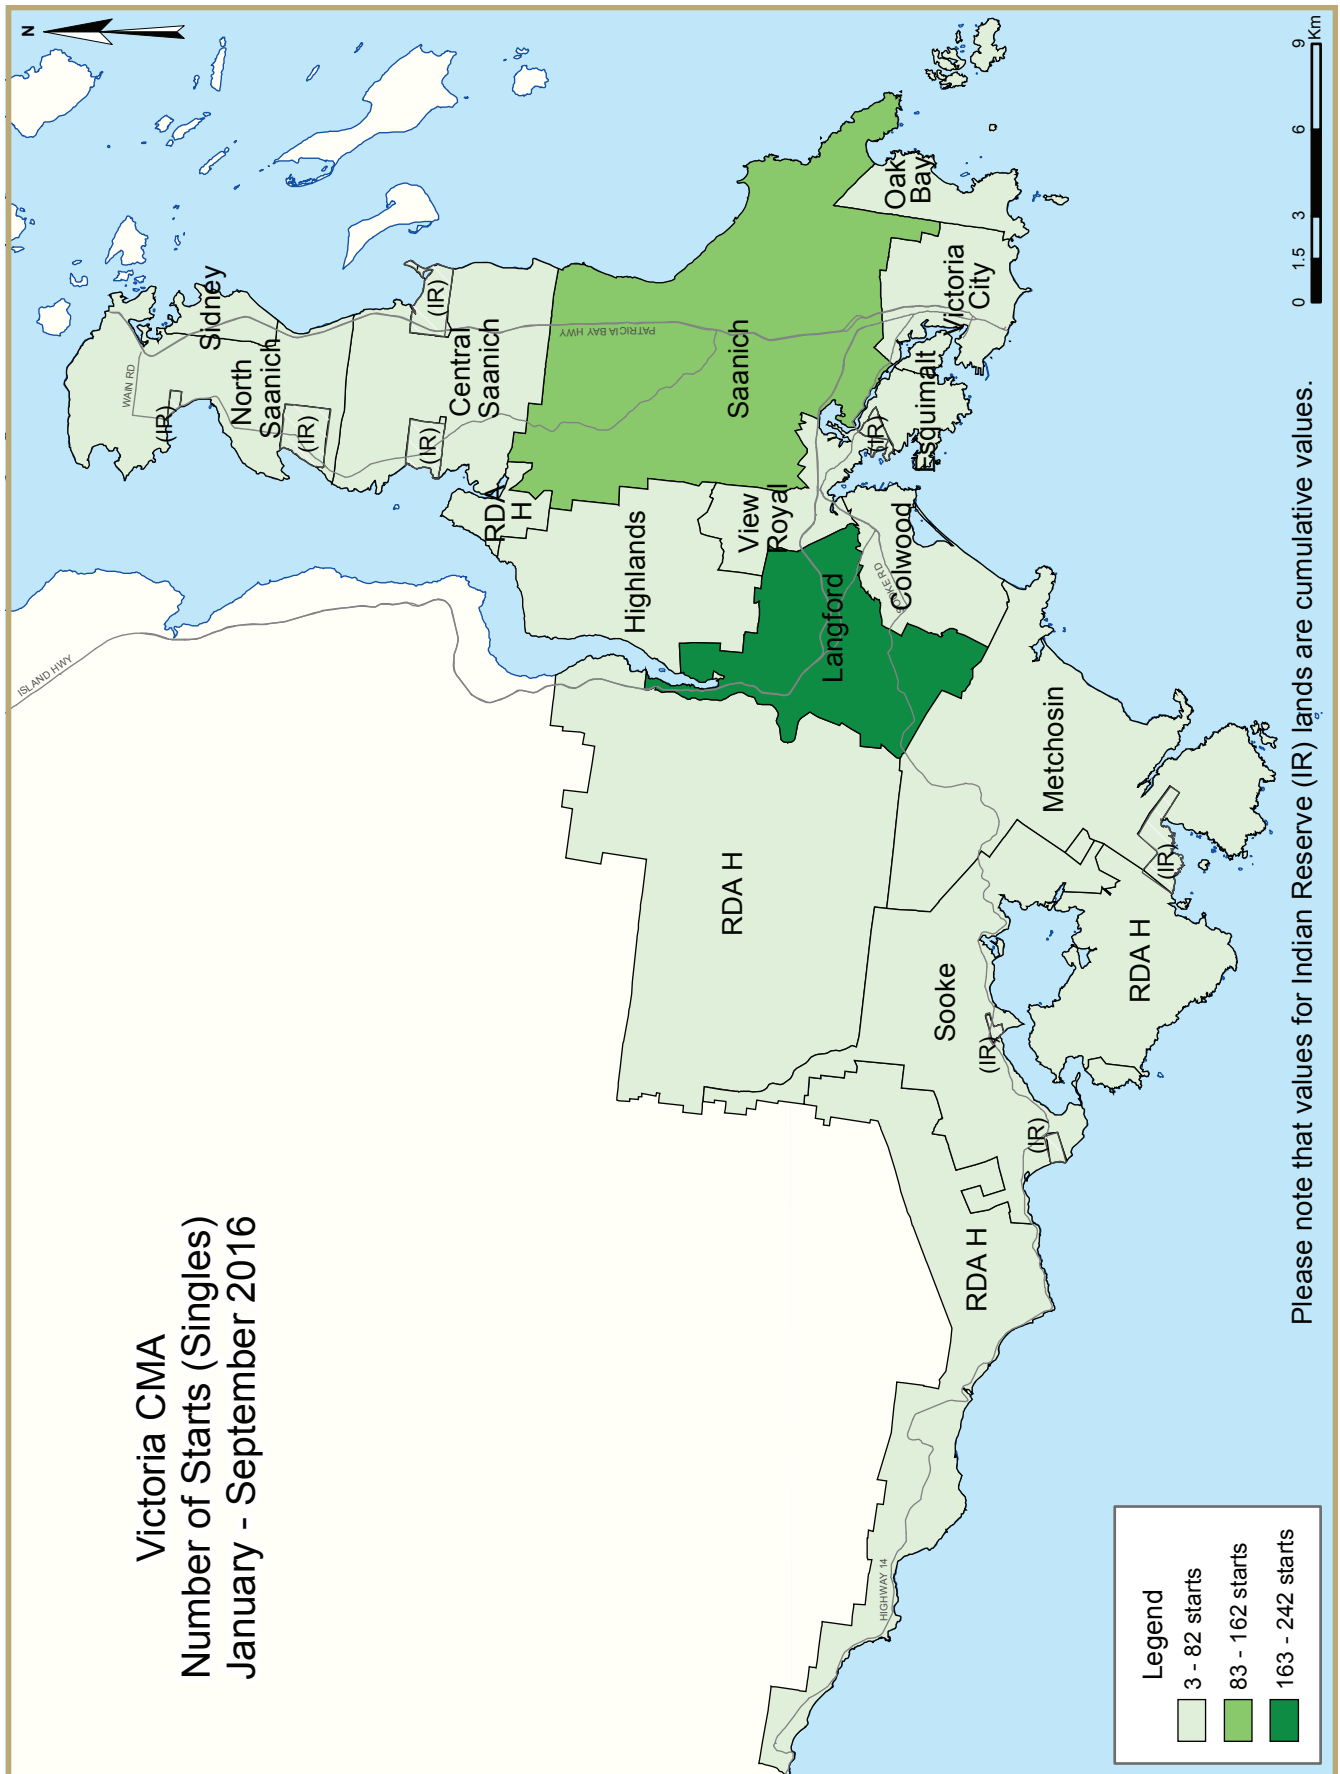 Victoria CMA
Number of Starts (Singles)
January - September 2016
N
ISLAND HWY
WAIN RD
Sidney
(IR)
North
Saanich
(IR)
(IR)
(IR)
Central
Saanich
PATRICIA BAY HWY
RDA
H
Saanich
Highlands
View
Royal
Oak
Bay
Victoria
City
Esquimalt
(IR)
Langford
Colwood
Metchosin
(IR)
RDA H
Sooke
(IR)
(IR)
RDA H
RDA H
HIGHWAY 14
Legend
3 - 82 starts
83 - 162 starts
163 - 242 starts
0 1.5 3 6 9
Km
Please note that values for Indian Reserve (IR) lands are cumulative values.